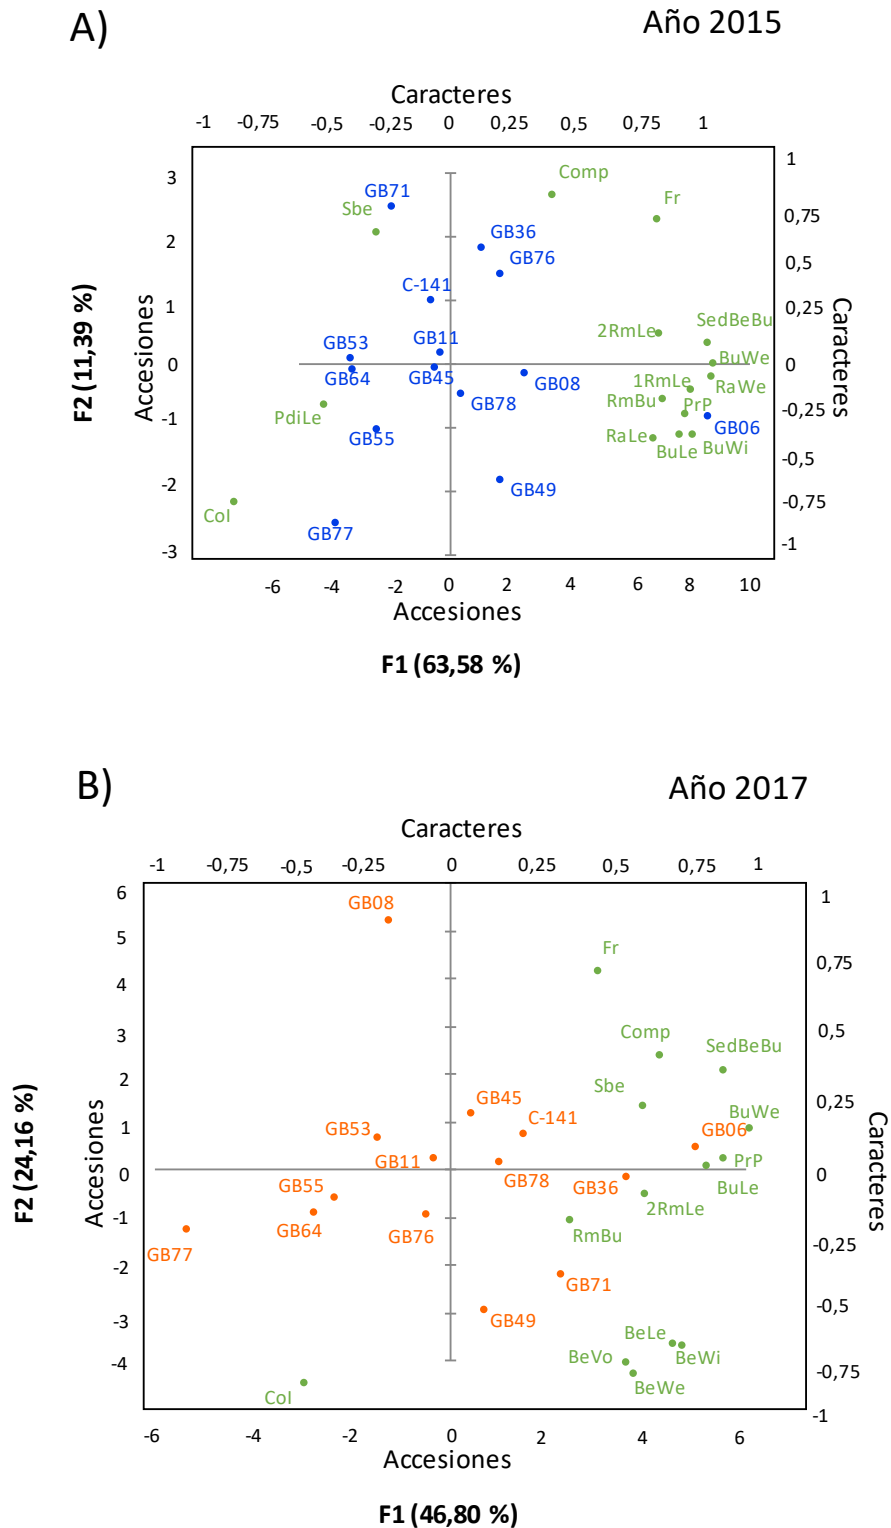 A)
Año 2015
Caracteres
-1 -0,75 -0,5 -0,25 0 0,25 0,5 0,75 1
1
3
GB71
Comp
Fr
Sbe
0,75
2
GB36
GB76
0,5
C-141
1
0,25
2RmLe
SedBeBu
GB53
GB11
BuWe
0
0
GB64
GB45
GB08
1RmLe
RaWe
GB78
RmBu
PrP
PdiLe
-0,25
-1
GB55
GB06
RaLe
BuLe
BuWi
-0,5
-2
GB49
-0,75
CoI
GB77
-3
-1
F2 (11,39 %)
Accesiones
Caracteres
-6 -4 -2 0 2 4 6 8 10
Accesiones
F1 (63,58 %)
B)
Año 2017
Caracteres
-1 -0,75 -0,5 -0,25 0 0,25 0,5 0,75 1
6
1
GB08
5
Fr
0,75
4
3
Comp
0,5
SedBeBu
2
Sbe
GB45
0,25
BuWe
1
GB53
C-141
GB06
GB11
PrP
0
GB78
GB36
BuLe
0
GB55
2RmLe
-1
GB64
GB76
RmBu
GB77
-0,25
-2
GB71
-3
GB49
-0,5
BeLe
BeVo
BeWi
-4
-0,75
BeWe
CoI
-1
F2 (24,16 %)
Accesiones
Caracteres
-6 -4 -2 0 2 4 6
Accesiones
F1 (46,80 %)